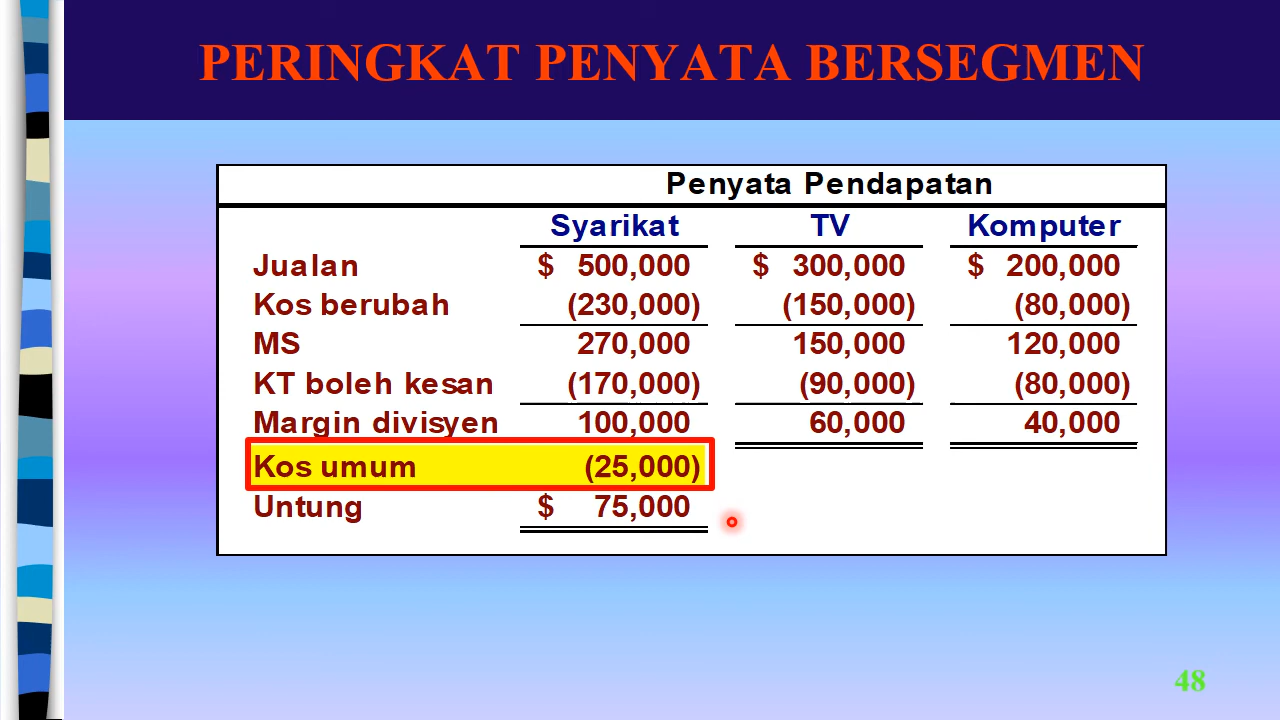 PERINGKAT PENYATA BERSEGMEN
Penyata Pendapatan
Syarikat TV Komputer
Jualan $ 500,000 $ 300,000 $ 200,000
Kos berubah (230,000) (150,000) (80,000)
MS 270,000 150,000 120,000
KT boleh kesan (170,000) (90,000) (80,000)
Margin divisyen 100,000 60,000 40,000
Kos umum (25,000)
Untung $ 75,000
48